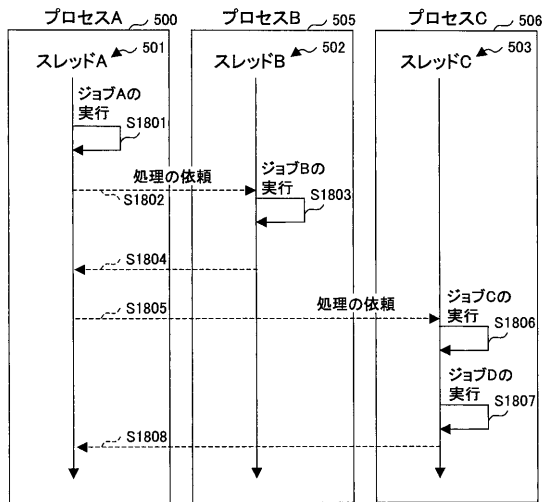 プロセスA 500
プロセスB 505
プロセスC 506
スレッドA 501
スレッドB 502
スレッドC 503
ジョブAの
実行
S1801
処理の依頼
S1802
ジョブBの
実行
S1803
S1804
処理の依頼
S1805
ジョブCの
実行
S1806
ジョブDの
実行
S1807
S1808